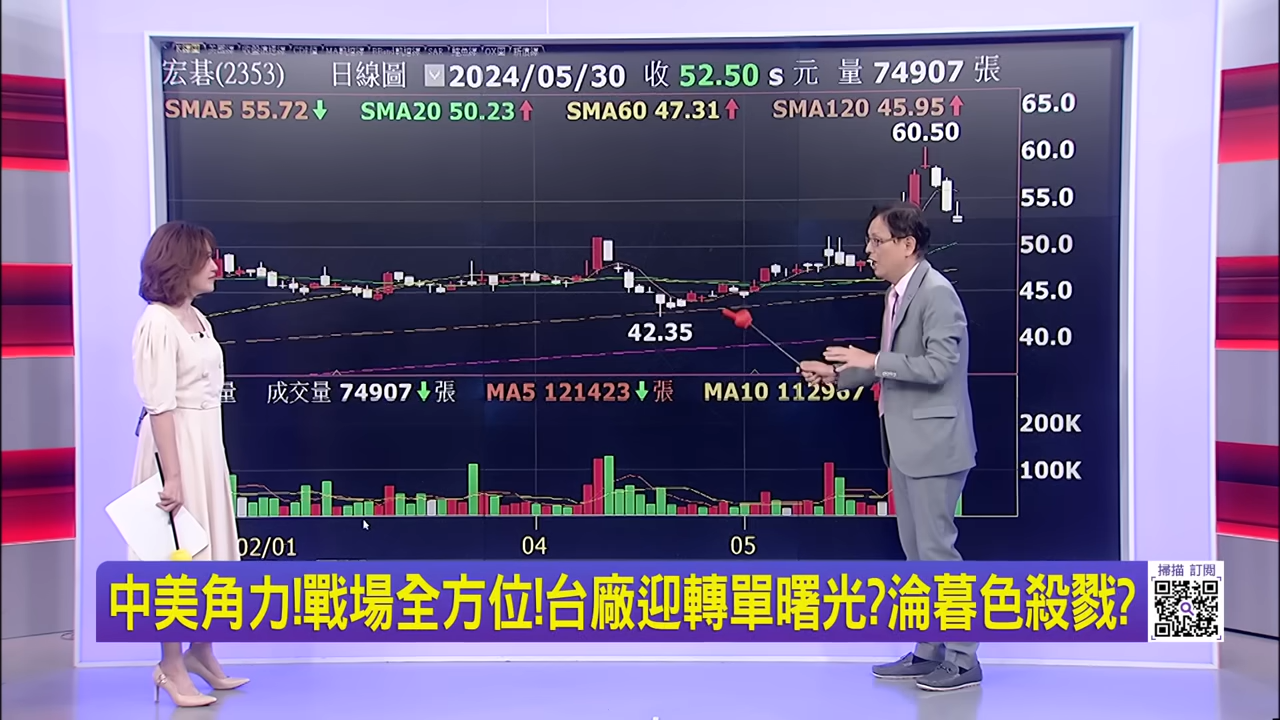 宏碁(2353) 日線圖 2024/05/30 收 52.50 s 元 量 74907 張
SMA5 55.72↓ SMA20 50.23↑ SMA60 47.31↑ SMA120 45.95↑
65.0
60.50
60.0
55.0
50.0
45.0
42.35
40.0
量 成交量 74907↓張 MA5 121423↓張 MA10 112967↑
200K
100K
02/01 04 05
中美角力!戰場全方位!台廠迎轉單曙光?淪暮色殺戮?
掃描 訂閱